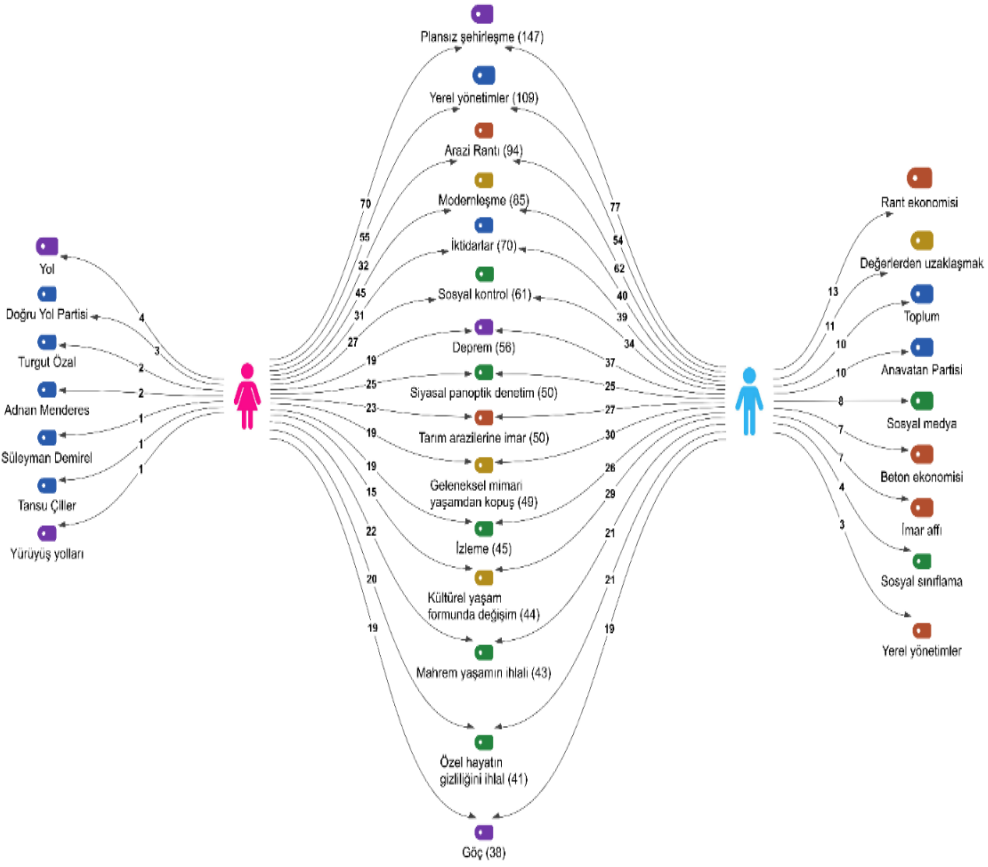 Plansız şehirleşme (147)
Yerel yönetimler (109)
Arazi Rantı (94)
Modernleşme (85)
İktidarlar (70)
Sosyal kontrol (61)
Deprem (56)
Siyasal panoptik denetim (50)
Tarım arazilerine imar (50)
Geleneksel mimari
yaşamdan kopuş (49)
İzleme (45)
Kültürel yaşam
formunda değişim (44)
Mahrem yaşamın ihlali (43)
Özel hayatın
gizliliğini ihlal (41)
Göç (38)
Yol
Doğru Yol Partisi
Turgut Özal
Adnan Menderes
Süleyman Demirel
Tansu Çiller
Yürüyüş yolları
4
3
2
2
1
1
1
70
55
32
45
31
27
19
25
23
19
19
15
22
20
19
77
54
62
40
39
34
37
25
27
30
26
29
21
21
19
13
11
10
10
8
7
7
4
3
Rant ekonomisi
Değerlerden uzaklaşmak
Toplum
Anavatan Partisi
Sosyal medya
Beton ekonomisi
İmar affı
Sosyal sınıflama
Yerel yönetimler